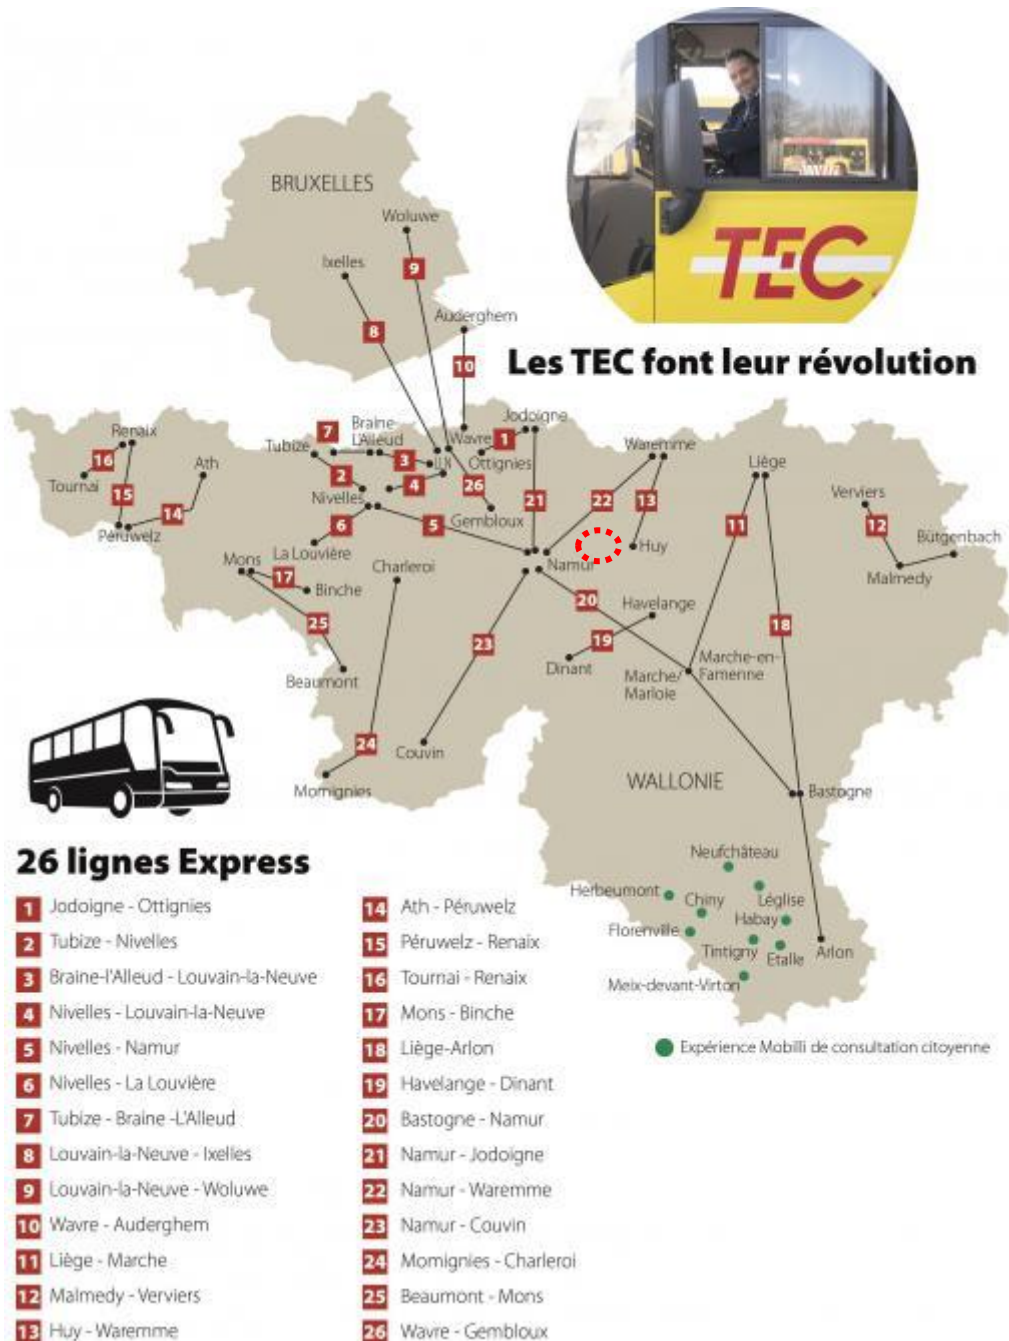 BRUXELLES
Woluwe
Ixelles
9
Auderghem
8
TEC
10
Les TEC font leur révolution
Renaix
Ath
16
Tournai
15
14
Péruwelz
7
Braine
L'Alleud
Tubize
3
LLN
2
4
Nivelles
Wavre
Jodoigne
1
Ottignies
26
Gembloux
21
Waremme
22
13
Huy
Liège
11
Verviers
12
Bütgenbach
Malmedy
6
5
La Louvière
Namur
Mons
17
Binche
Charleroi
25
Beaumont
20
Havelange
19
Dinant
23
18
Marche/
Marloie
Marche-en-
Famenne
24
Couvin
Momignies
WALLONIE
Bastogne
Neufchâteau
Herbeumont
Chiny
Léglise
Habay
Florenville
Tintigny
Etalle
Arlon
Meix-devant-Virton
Expérience Mobilli de consultation citoyenne
26 lignes Express
1 Jodoigne - Ottignies
2 Tubize - Nivelles
3 Braine-l'Alleud - Louvain-la-Neuve
4 Nivelles - Louvain-la-Neuve
5 Nivelles - Namur
6 Nivelles - La Louvière
7 Tubize - Braine -L'Alleud
8 Louvain-la-Neuve - Ixelles
9 Louvain-la-Neuve - Woluwe
10 Wavre - Auderghem
11 Liège - Marche
12 Malmedy - Verviers
13 Huy - Waremme
14 Ath - Péruwelz
15 Péruwelz - Renaix
16 Tournai - Renaix
17 Mons - Binche
18 Liège-Arlon
19 Havelange - Dinant
20 Bastogne - Namur
21 Namur - Jodoigne
22 Namur - Waremme
23 Namur - Couvin
24 Momignies - Charleroi
25 Beaumont - Mons
26 Wavre - Gembloux